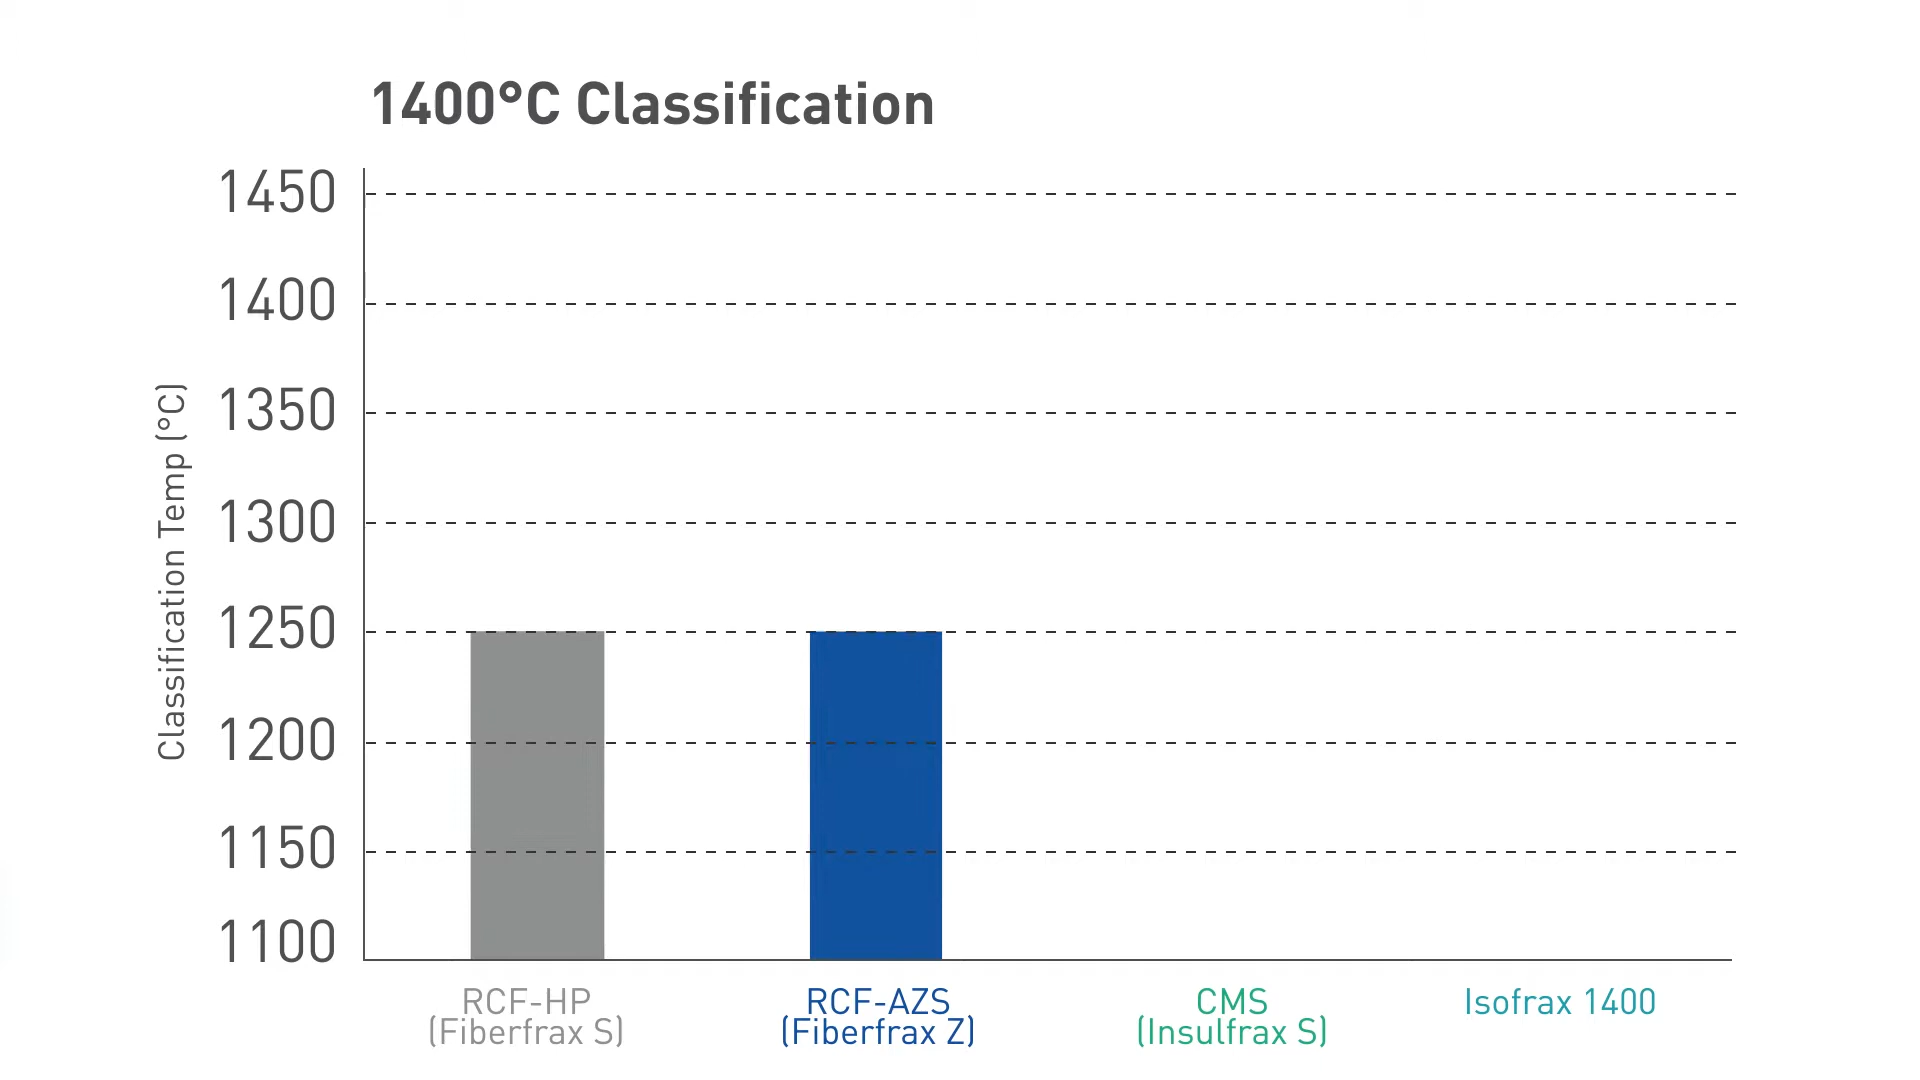 1400°C Classification
1450
1400
1350
1300
1250
1200
1150
1100
Classification Temp (°C)
RCF-HP
(Fiberfrax S)
RCF-AZS
(Fiberfrax Z)
CMS
(Insulfrax S)
Isofrax 1400